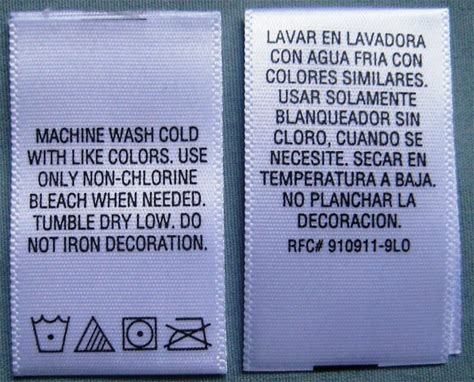 MACHINE WASH COLD
WITH LIKE COLORS. USE
ONLY NON-CHLORINE
BLEACH WHEN NEEDED.
TUMBLE DRY LOW. DO
NOT IRON DECORATION.
LAVAR EN LAVADORA
CON AGUA FRIA CON
COLORES SIMILARES.
USAR SOLAMENTE
BLANQUEADOR SIN
CLORO, CUANDO SE
NECESITE. SECAR EN
TEMPERATURA A BAJA.
NO PLANCHAR LA
DECORACION.
RFC# 910911-9LO